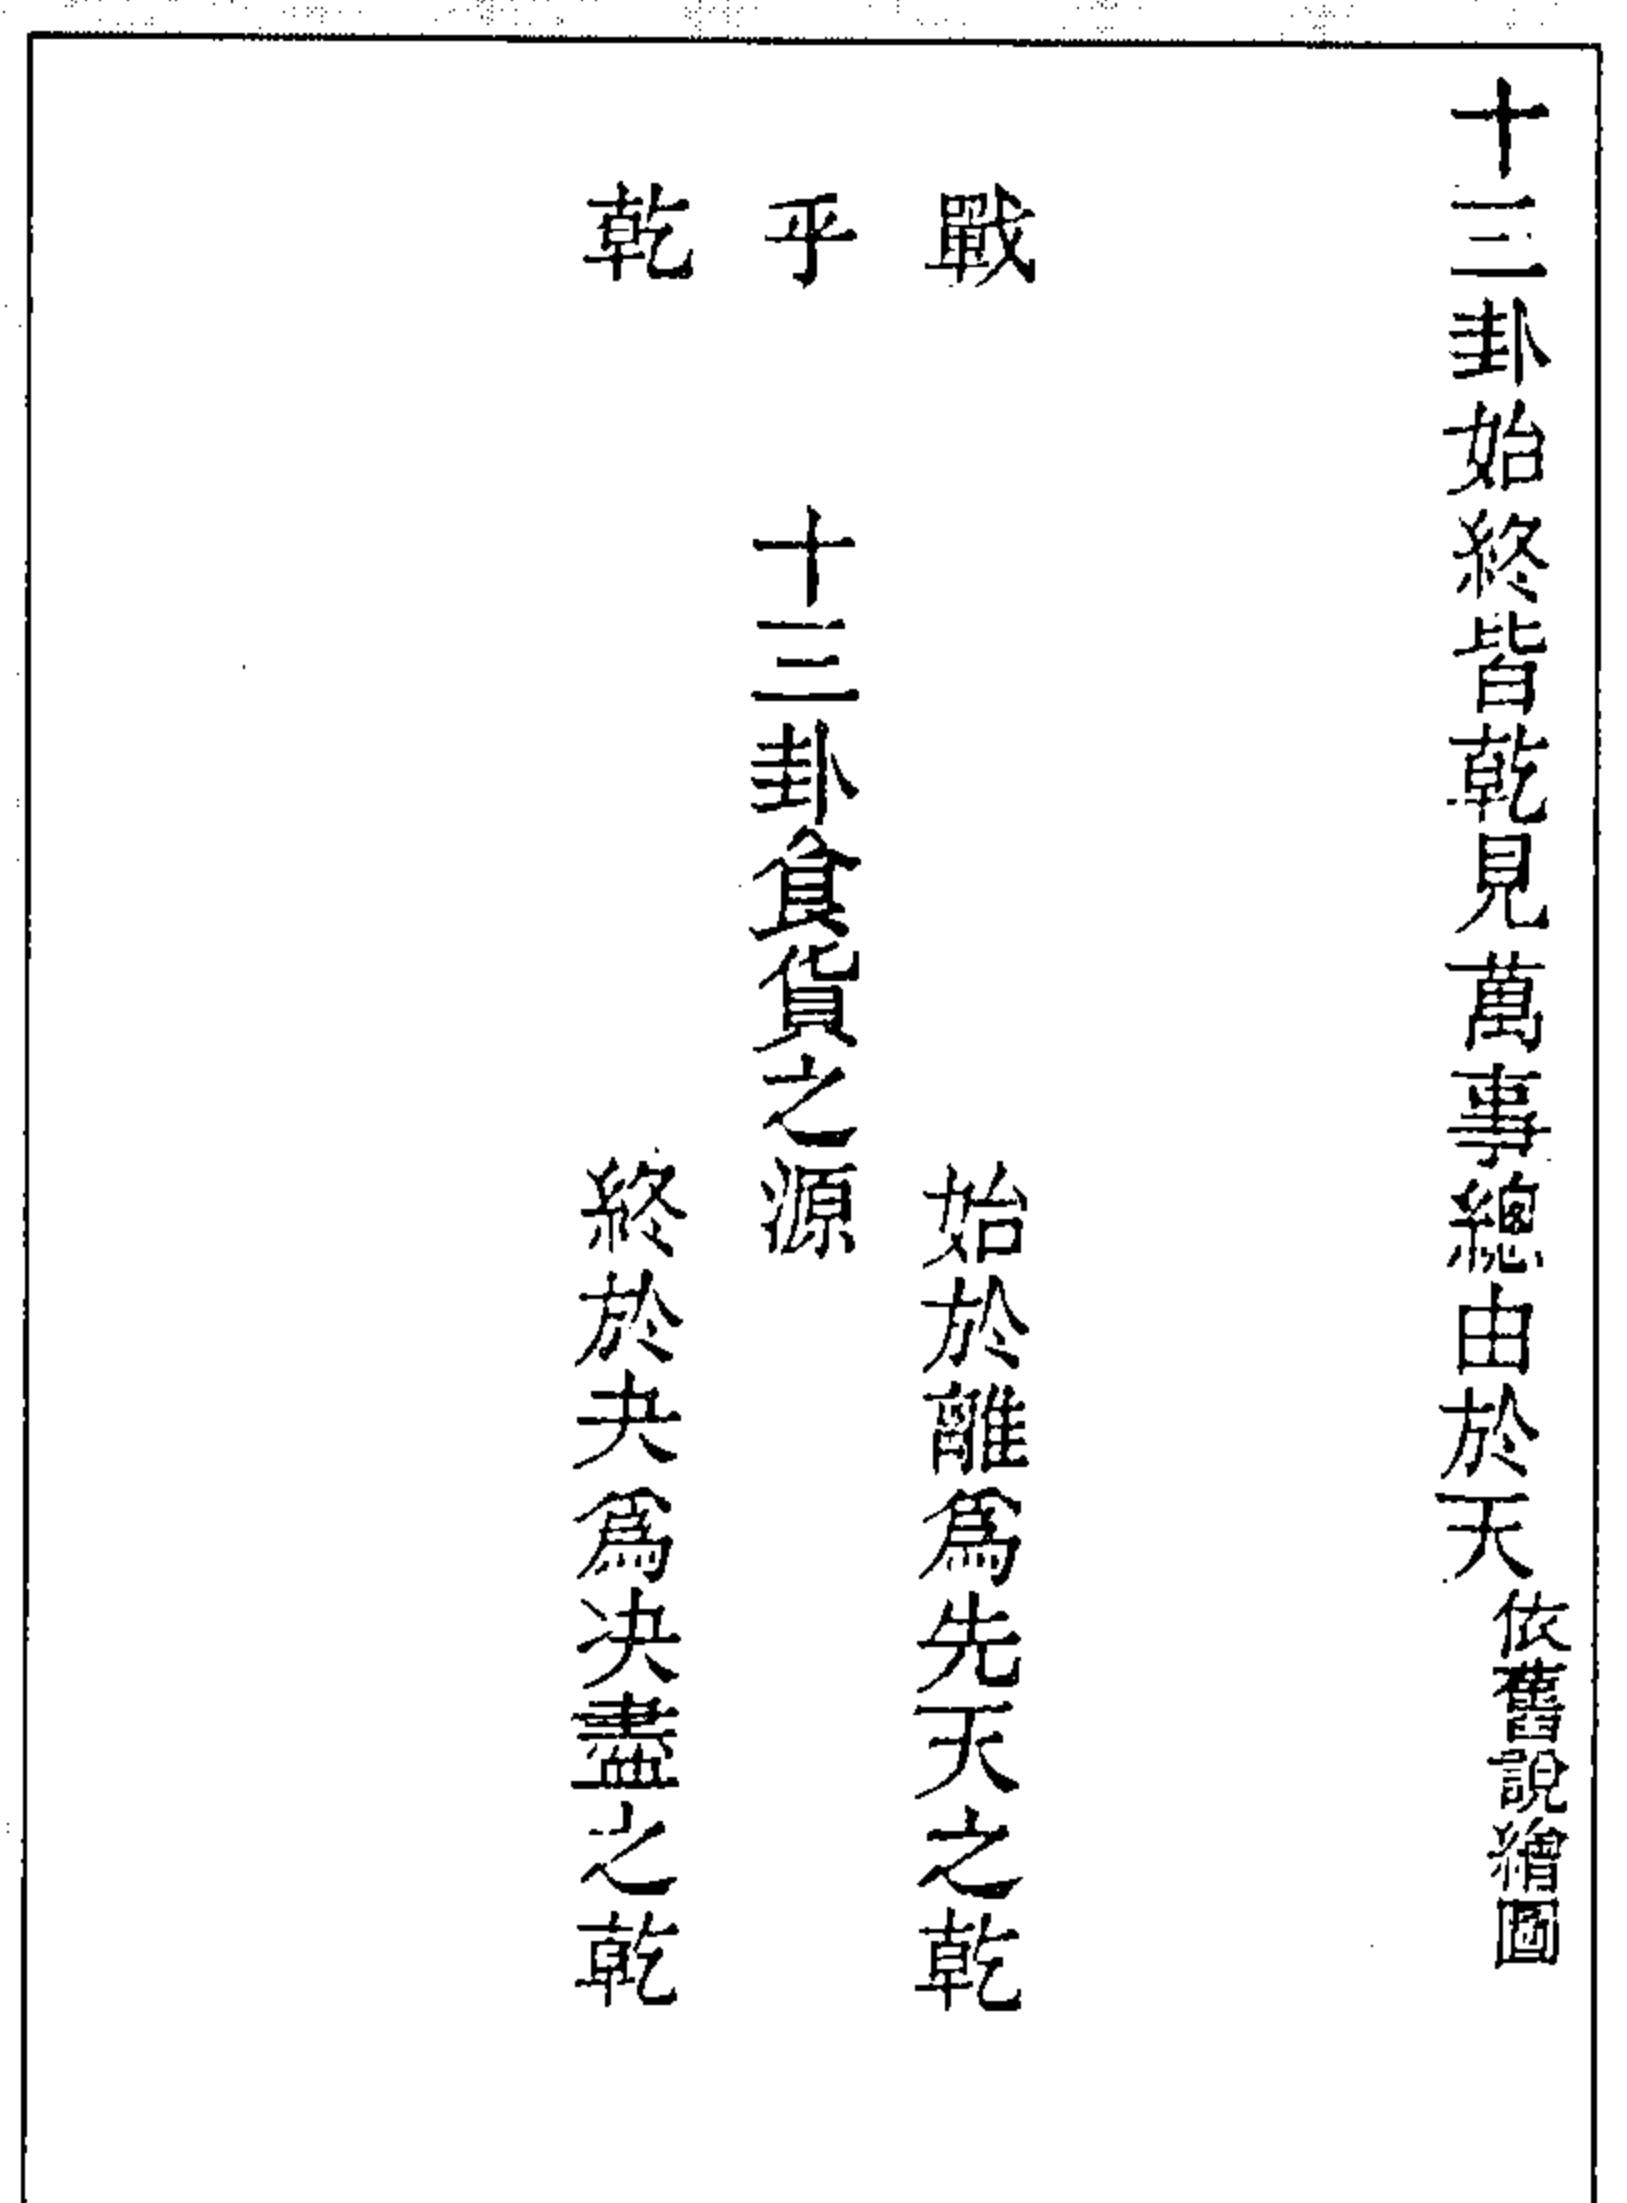 十三卦始終皆乾見萬事總由於天依舊說繪圖
戰
乎
乾
始於離爲先天之乾
十三卦食貨之源
終於夬爲決盡之乾